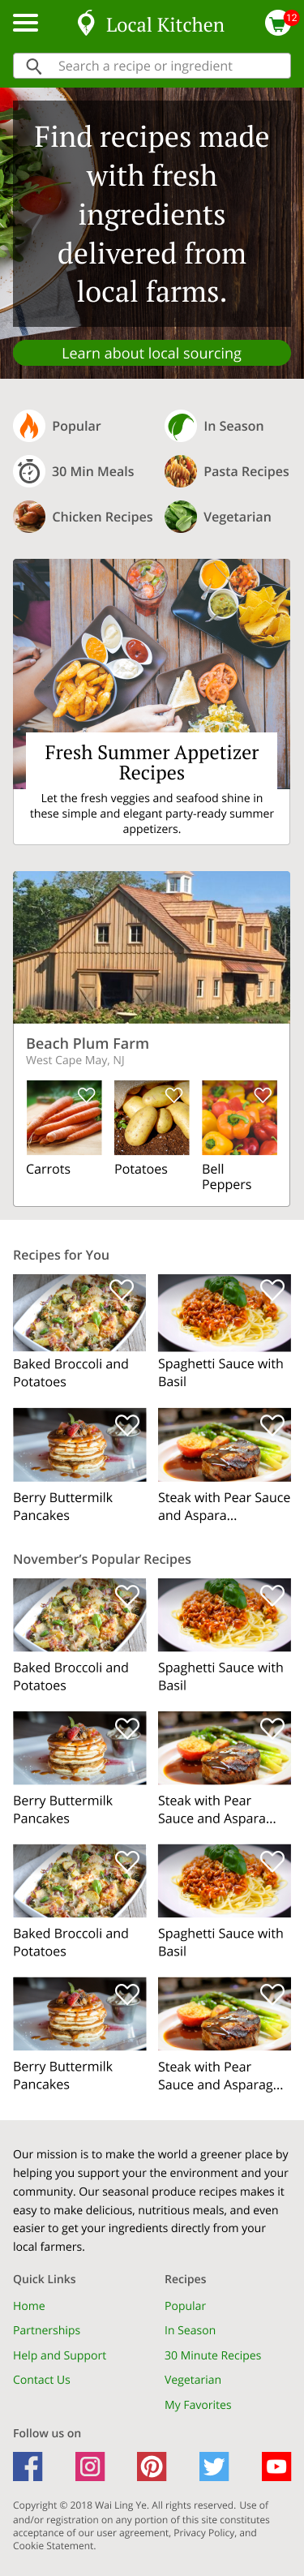 Local Kitchen
12
Search a recipe or ingredient
Find recipes made
with fresh
ingredients
delivered from
local farms.
Learn about local sourcing
Popular
In Season
30 Min Meals
Pasta Recipes
Chicken Recipes
Vegetarian
Fresh Summer Appetizer
Recipes
Let the fresh veggies and seafood shine in
these simple and elegant party-ready summer
appetizers.
Beach Plum Farm
West Cape May, NJ
Carrots
Potatoes
Bell
Peppers
Recipes for You
Baked Broccoli and
Potatoes
Spaghetti Sauce with
Basil
Berry Buttermilk
Pancakes
Steak with Pear Sauce
and Aspara...
November’s Popular Recipes
Baked Broccoli and
Potatoes
Spaghetti Sauce with
Basil
Berry Buttermilk
Pancakes
Steak with Pear
Sauce and Aspara...
Baked Broccoli and
Potatoes
Spaghetti Sauce with
Basil
Berry Buttermilk
Pancakes
Steak with Pear
Sauce and Asparag...
Our mission is to make the world a greener place by
helping you support your the environment and your
community. Our seasonal produce recipes makes it
easy to make delicious, nutritious meals, and even
easier to get your ingredients directly from your
local farmers.
Quick Links
Home
Partnerships
Help and Support
Contact Us
Recipes
Popular
In Season
30 Minute Recipes
Vegetarian
My Favorites
Follow us on
Copyright © 2018 Wai Ling Ye. All rights reserved. Use of
and/or registration on any portion of this site constitutes
acceptance of our user agreement, Privacy Policy, and
Cookie Statement.